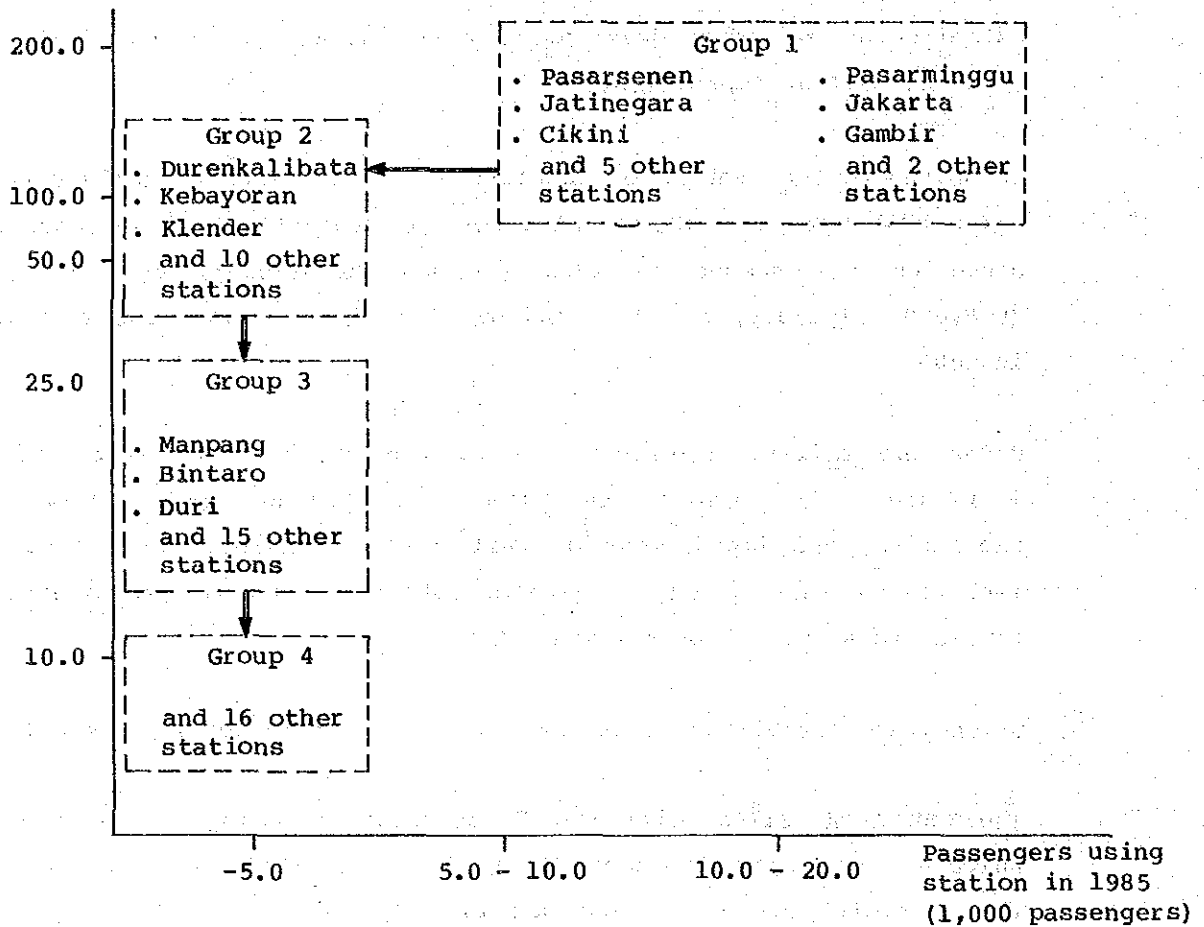 200.0
Group 1
. Pasarsenen
. Jatinegara
. Cikini
and 5 other
stations
. Pasarminggu
. Jakarta
. Gambir
and 2 other
stations
Group 2
. Durenkalibata
. Kebayoran
. Klender
and 10 other
stations
100.0
50.0
25.0
Group 3
. Manpang
. Bintaro
. Duri
and 15 other
stations
10.0
Group 4
and 16 other
stations
-5.0
5.0 - 10.0
10.0 - 20.0
Passengers using
station in 1985
(1,000 passengers)